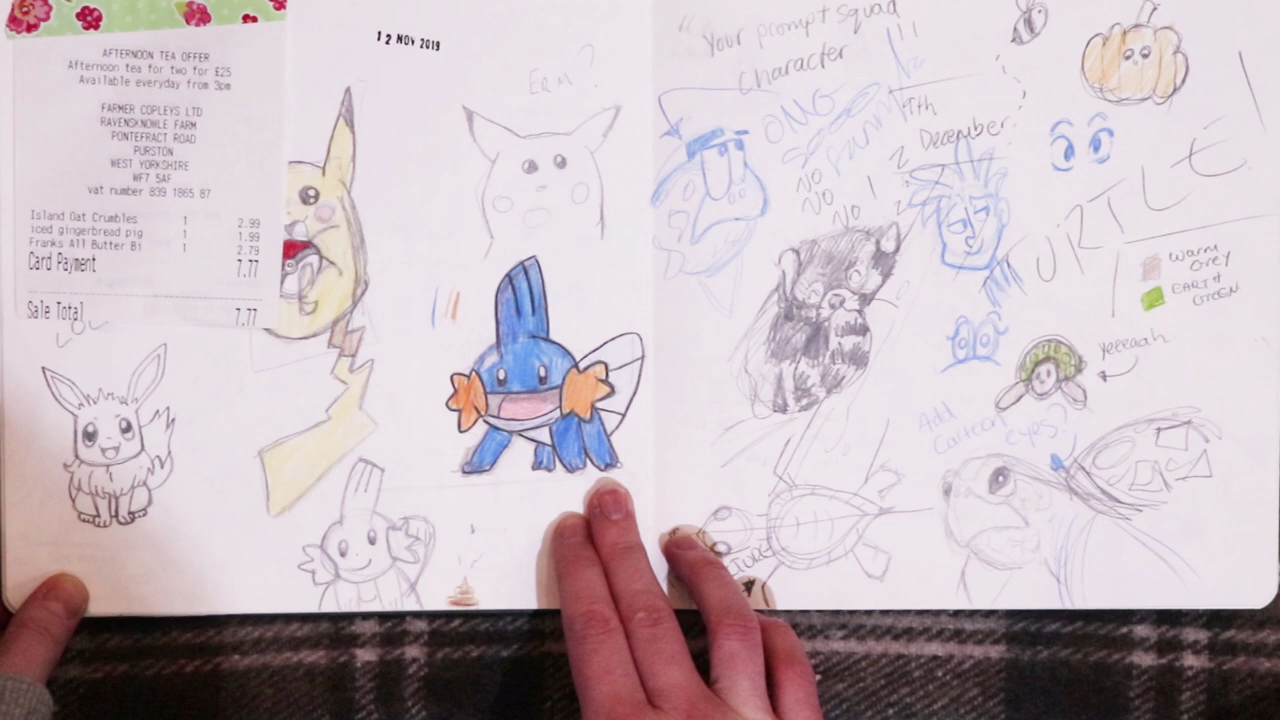 AFTERNOON TEA OFFER
Afternoon tea for two for £25
Available everyday from 3pm
FARMER COPLEYS LTD
RAVENSKNOWLE FARM
PONTEFRACT ROAD
PURSTON
WEST YORKSHIRE
WF7 5AF
vat number 839 1865 87
Island Oat Crumbles 1 2.99
iced gingerbread pig 1 1.99
Franks All Butter Bi 1 2.79
Card Payment 7.77
Sale Total 7.77
LOL
12 NOV 2019
ERM?
"Your prompt squad
character
!!!
OMG
NO
NO
NO!
7th
December
TURTLE!
Warm
Grey
EARTH
GREEN
Yeeeaah
Add
Cartoon
eyes?